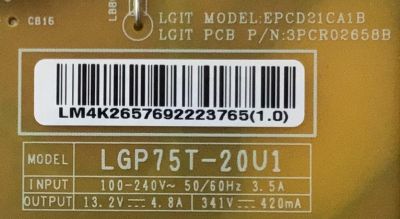 CB16
LB8
LGIT MODEL:EPCD21CA1B
LGIT PCB P/N:3PCR02658B
LM4K2657692223765(1.0)
MODEL LGP75T-20U1
INPUT 100-240V~ 50/60Hz 3.5A
OUTPUT 13.2V⎓4.8A 341V⎓420mA